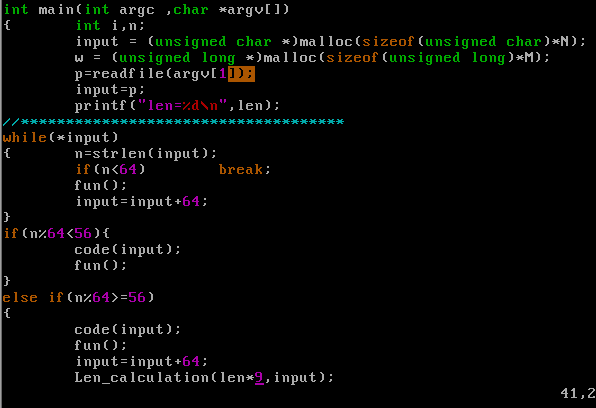 int main(int argc ,char *argv[])
{       int i,n;
        input = (unsigned char *)malloc(sizeof(unsigned char)*N);
        w = (unsigned long *)malloc(sizeof(unsigned long)*M);
        p=readfile(argv[1]);
        input=p;
        printf("len=%d\n",len);
//************************************
while(*input)
{       n=strlen(input);
        if(n<64)        break;
        fun();
        input=input+64;
}
if(n%64<56){
        code(input);
        fun();
}
else if(n%64>=56)
{
        code(input);
        fun();
        input=input+64;
        Len_calculation(len*9,input);
41,2